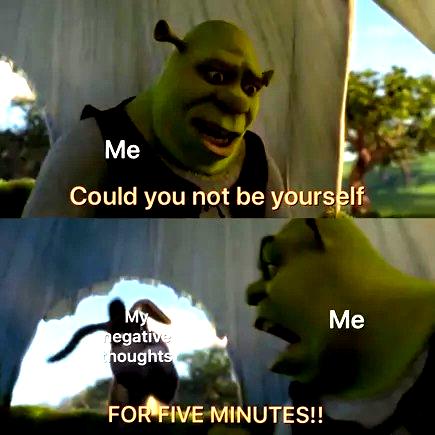 Me
Could you not be yourself
My
negative
thoughts
Me
FOR FIVE MINUTES!!